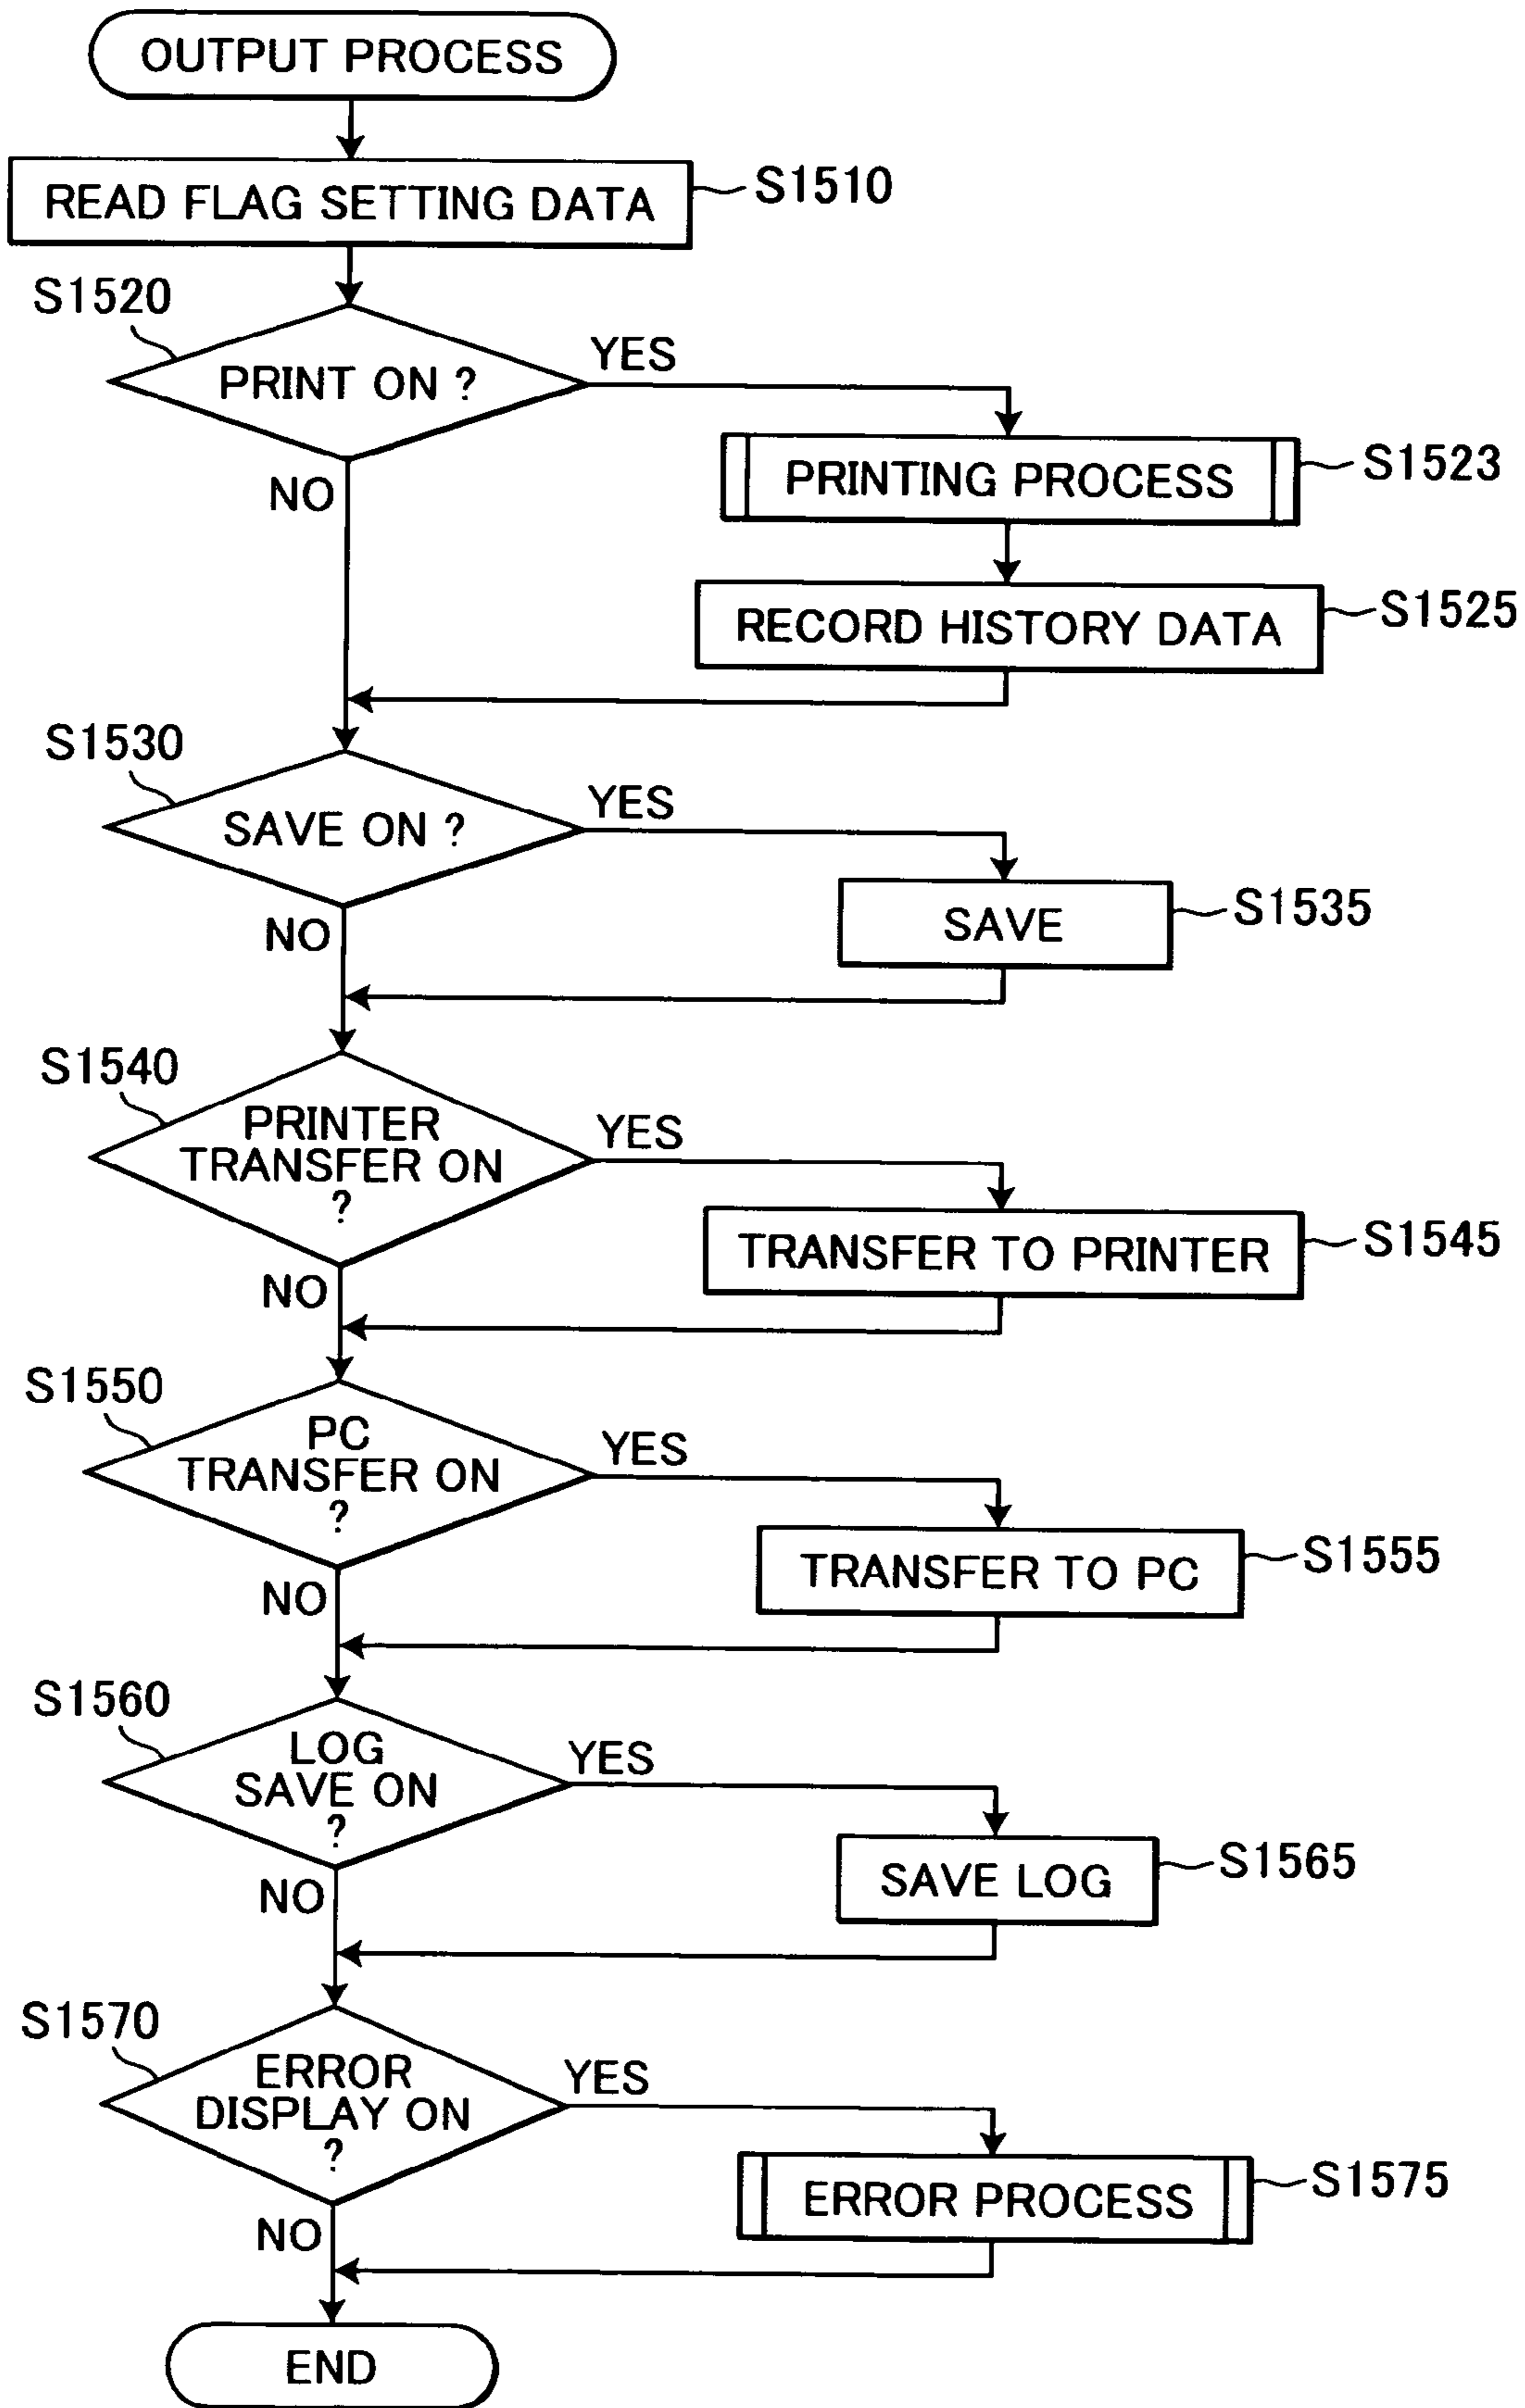 OUTPUT PROCESS
READ FLAG SETTING DATA
S1510
S1520
PRINT ON ?
YES
NO
PRINTING PROCESS
S1523
RECORD HISTORY DATA
S1525
S1530
SAVE ON ?
YES
NO
SAVE
S1535
S1540
PRINTER
TRANSFER ON
?
YES
NO
TRANSFER TO PRINTER
S1545
S1550
PC
TRANSFER ON
?
YES
NO
TRANSFER TO PC
S1555
S1560
LOG
SAVE ON
?
YES
NO
SAVE LOG
S1565
S1570
ERROR
DISPLAY ON
?
YES
NO
ERROR PROCESS
S1575
END